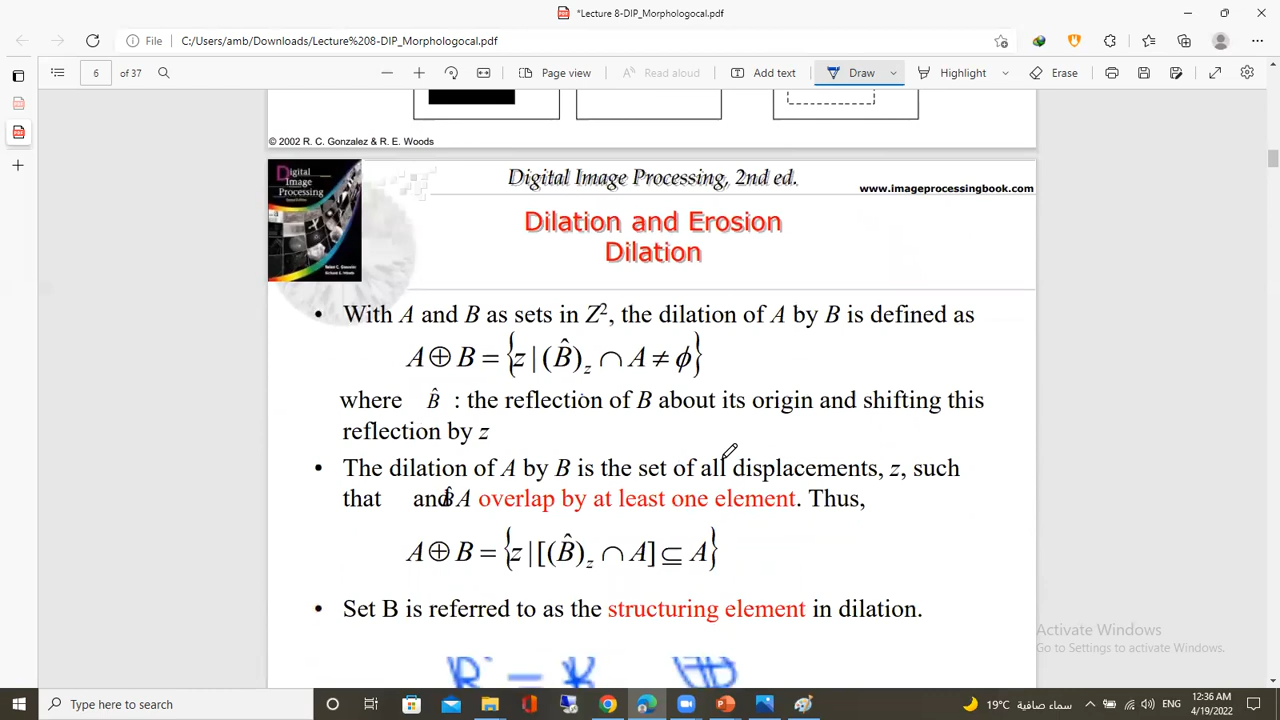 *Lecture 8-DIP_Morphologocal.pdf
File C:/Users/amb/Downloads/Lecture%208-DIP_Morphologocal.pdf
6 of 37 Page view Read aloud Add text Draw Highlight Erase
© 2002 R. C. Gonzalez & R. E. Woods
Digital Image Processing
Digital Image Processing, 2nd ed.
www.imageprocessingbook.com
Dilation and Erosion
Dilation
• With A and B as sets in Z², the dilation of A by B is defined as
A ⊕ B = {z | (B̂)z ∩ A ≠ ϕ}
where B̂ : the reflection of B about its origin and shifting this
reflection by z
• The dilation of A by B is the set of all displacements, z, such
that B̂ and A overlap by at least one element. Thus,
A ⊕ B = {z | [(B̂)z ∩ A] ⊆ A}
• Set B is referred to as the structuring element in dilation.
Activate Windows
Go to Settings to activate Windows.
Type here to search
19°C سماء صافية ENG
12:36 AM
4/19/2022